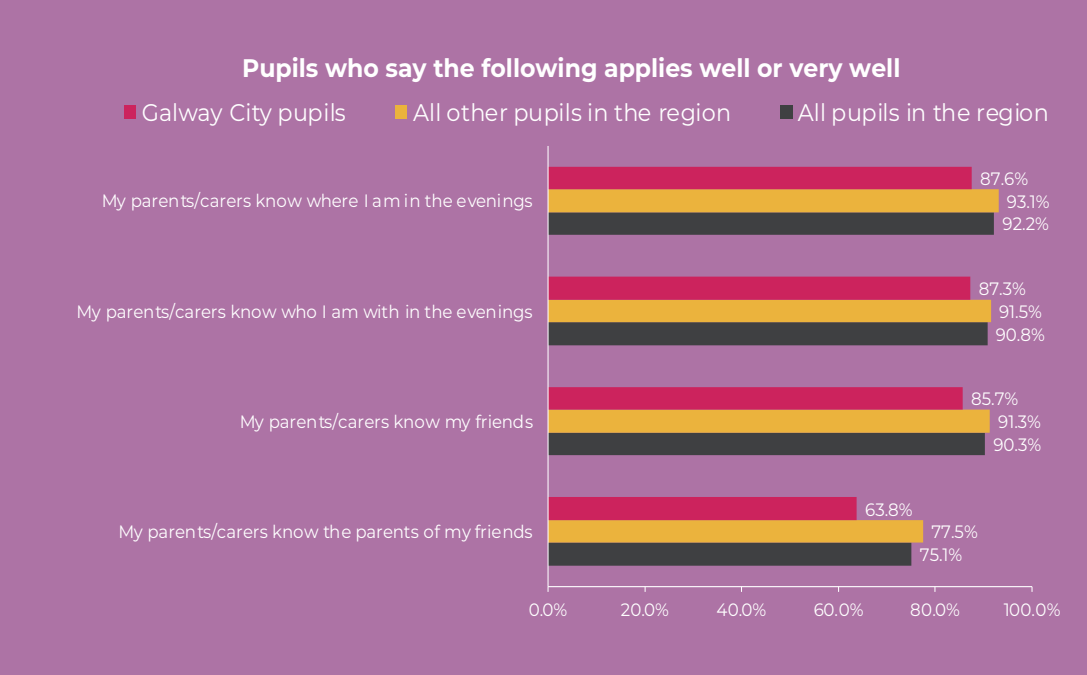 Pupils who say the following applies well or very well
Galway City pupils All other pupils in the region All pupils in the region
My parents/carers know where I am in the evenings
87.6%
93.1%
92.2%
My parents/carers know who I am with in the evenings
87.3%
91.5%
90.8%
My parents/carers know my friends
85.7%
91.3%
90.3%
My parents/carers know the parents of my friends
63.8%
77.5%
75.1%
0.0% 20.0% 40.0% 60.0% 80.0% 100.0%